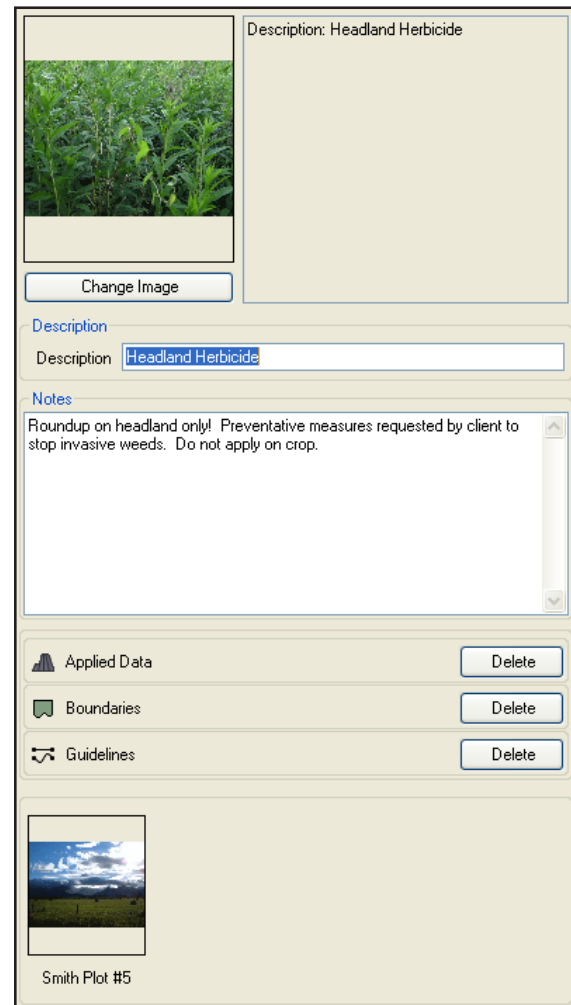 Description: Headland Herbicide
Change Image
Description
Description Headland Herbicide
Notes
Roundup on headland only!  Preventative measures requested by client to
stop invasive weeds.  Do not apply on crop.
Applied Data Delete
Boundaries Delete
Guidelines Delete
Smith Plot #5